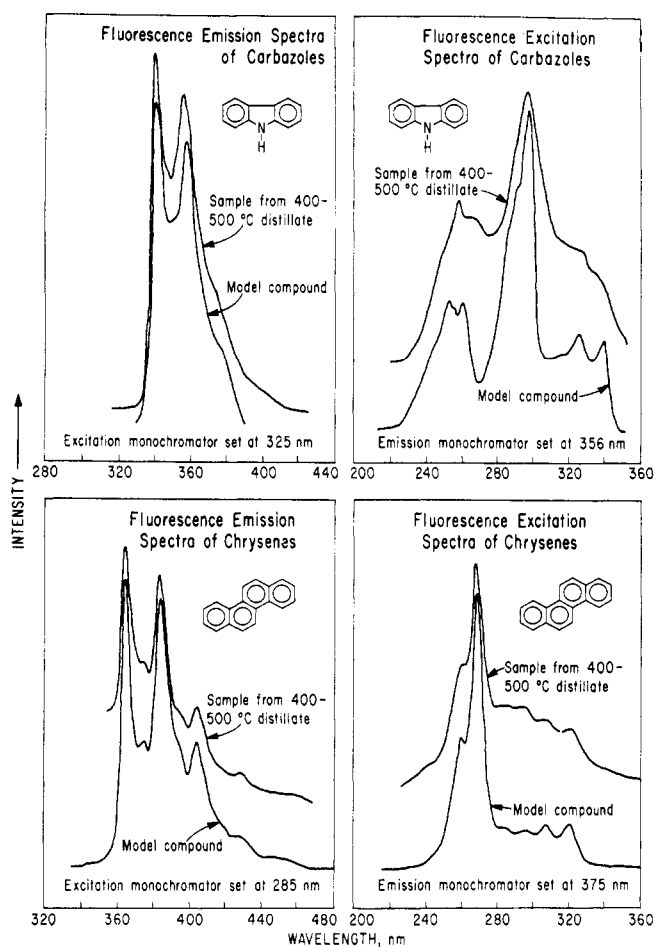 Fluorescence Emission Spectra
of Carbazoles
N
H
Sample from 400-
500 °C distillate
Model compound
Excitation monochromator set at 325 nm
280 320 360 400 440
Fluorescence Excitation
Spectra of Carbazoles
N
H
Sample from 400-
500 °C distillate
Model compound
Emission monochromator set at 356 nm
200 240 280 320 360
INTENSITY
Fluorescence Emission
Spectra of Chrysenes
Sample from 400-
500 °C distillate
Model compound
Excitation monochromator set at 285 nm
320 360 400 440 480
Fluorescence Excitation
Spectra of Chrysenes
Sample from 400-
500 °C distillate
Model compound
Emission monochromator set at 375 nm
200 240 280 320 360
WAVELENGTH, nm